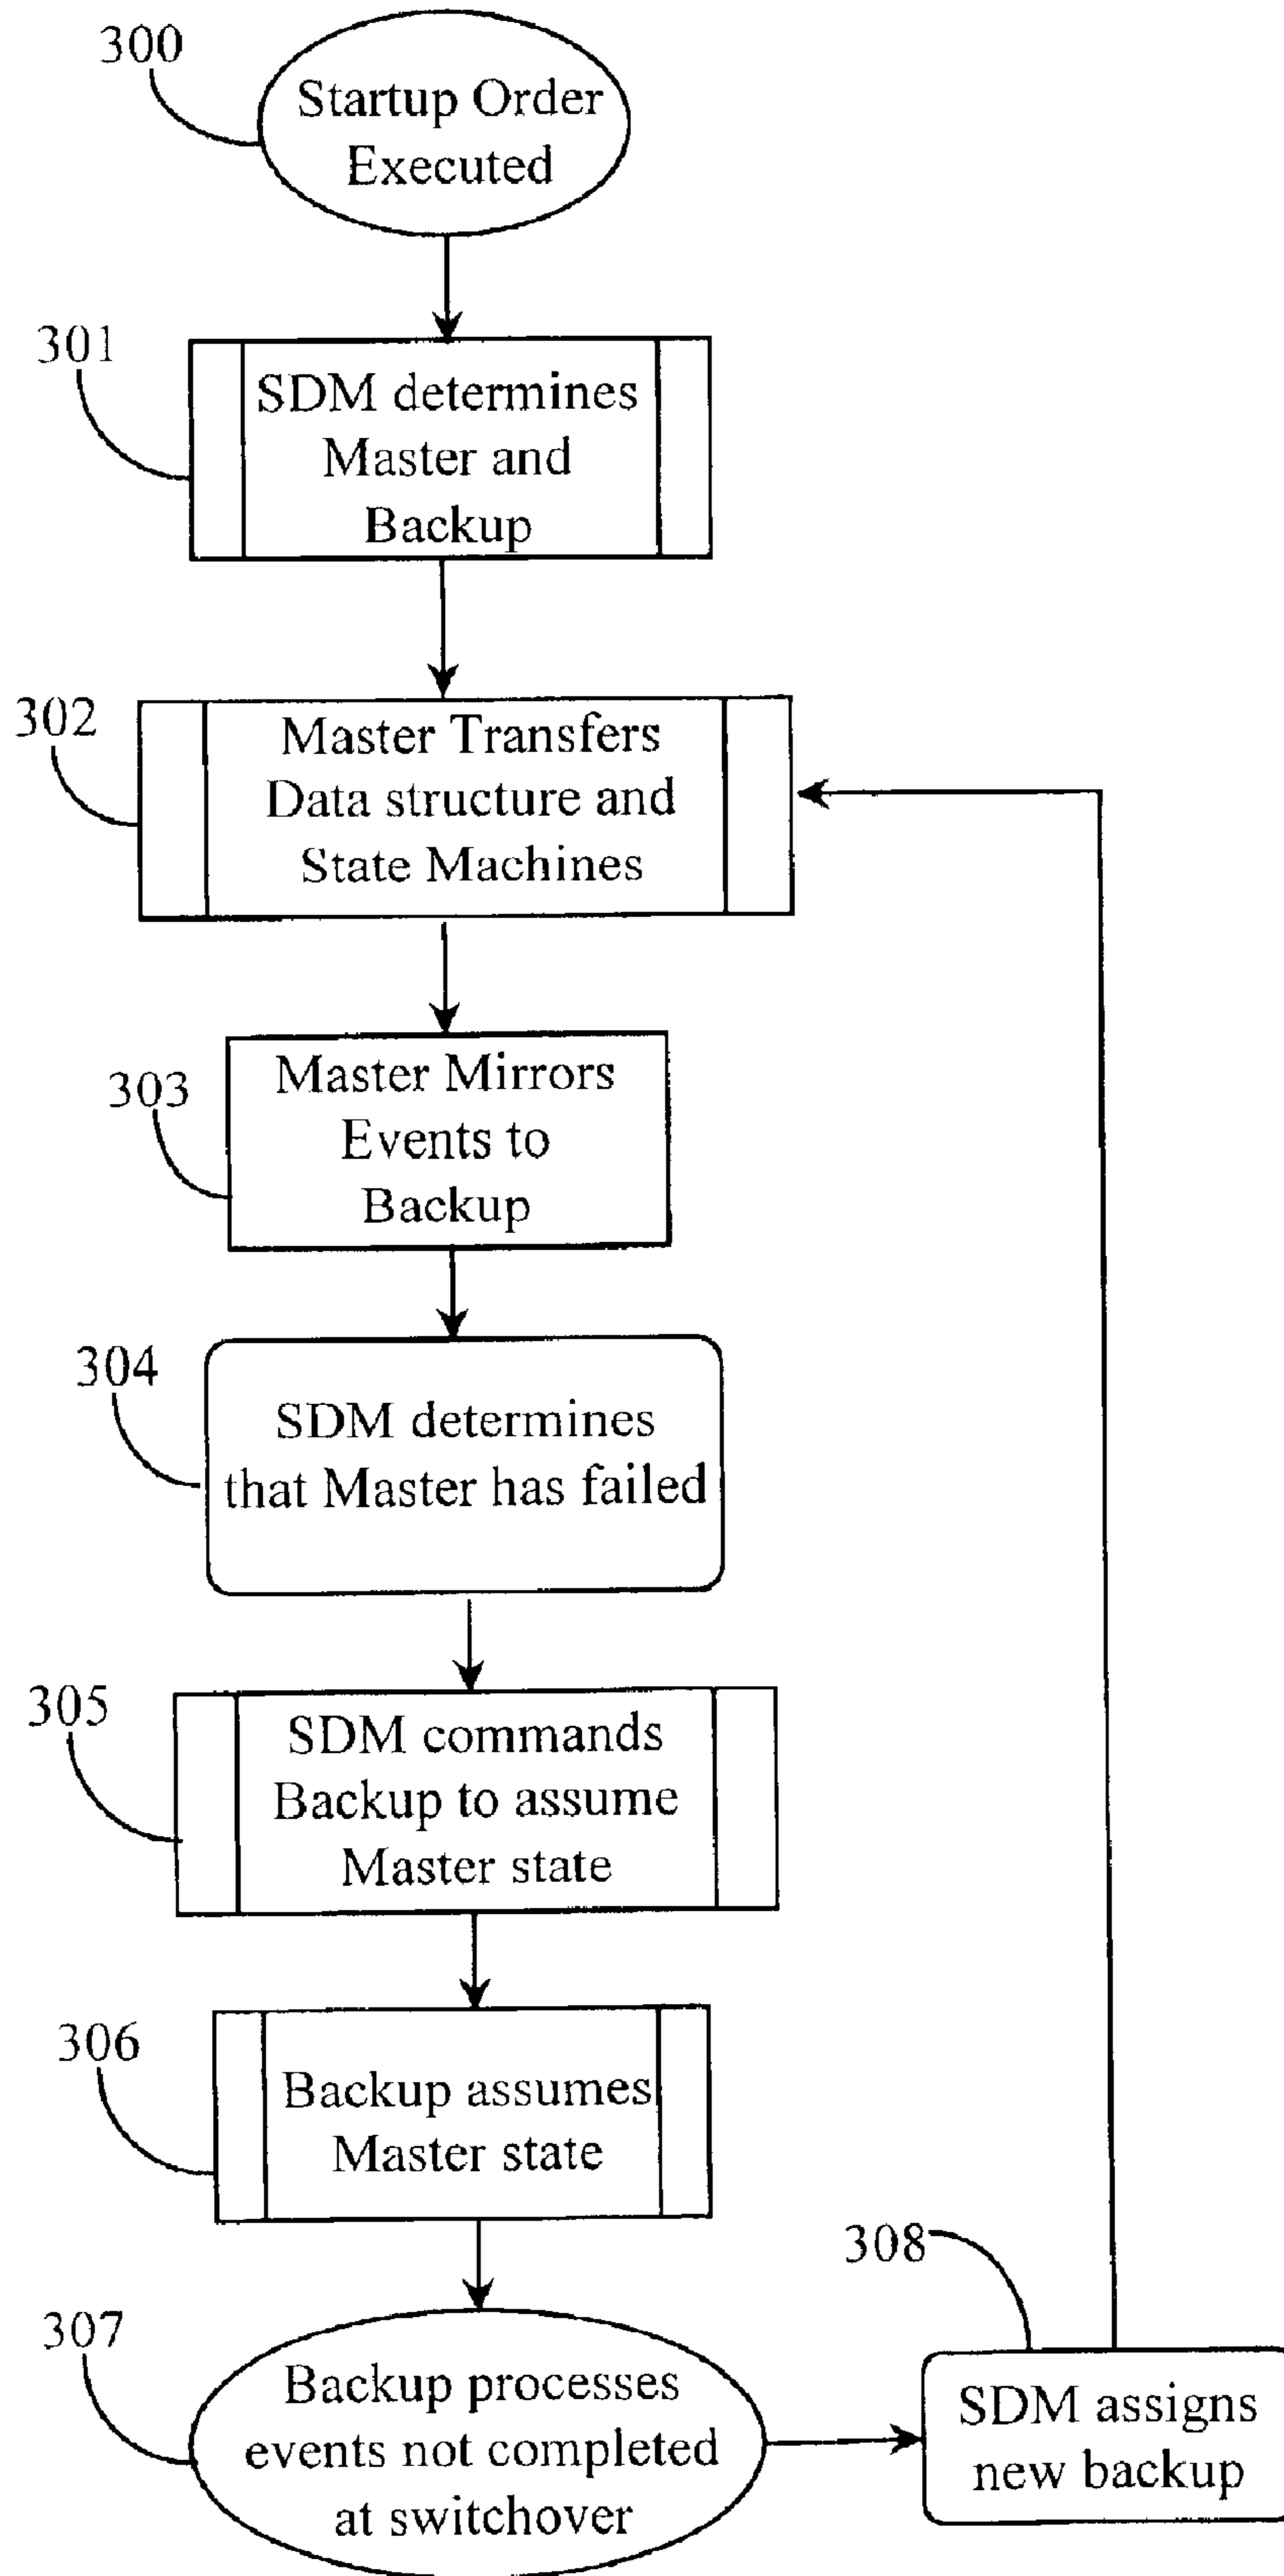 300
Startup Order
Executed
301
SDM determines
Master and
Backup
302
Master Transfers
Data structure and
State Machines
303
Master Mirrors
Events to
Backup
304
SDM determines
that Master has failed
305
SDM commands
Backup to assume
Master state
306
Backup assumes
Master state
307
Backup processes
events not completed
at switchover
308
SDM assigns
new backup